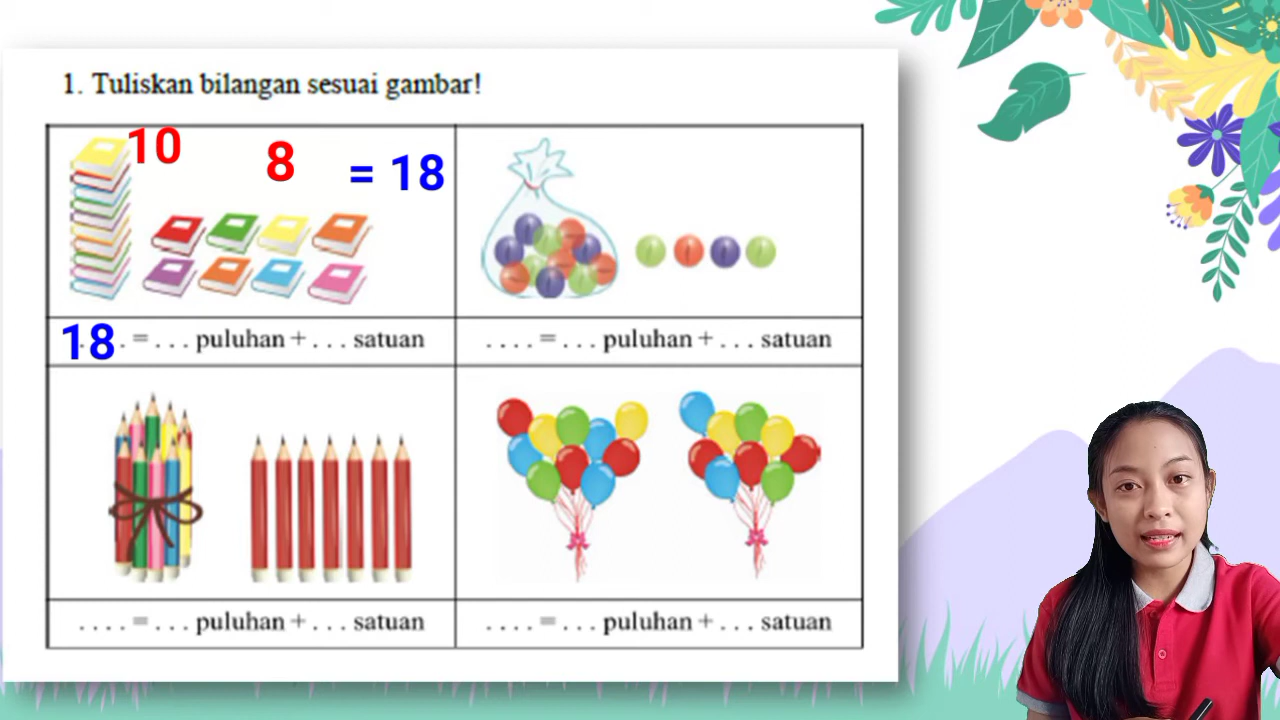 1. Tuliskan bilangan sesuai gambar!
10 8 = 18
18 . = . . . puluhan + . . . satuan
. . . . = . . . puluhan + . . . satuan
. . . . = . . . puluhan + . . . satuan
. . . . = . . . puluhan + . . . satuan